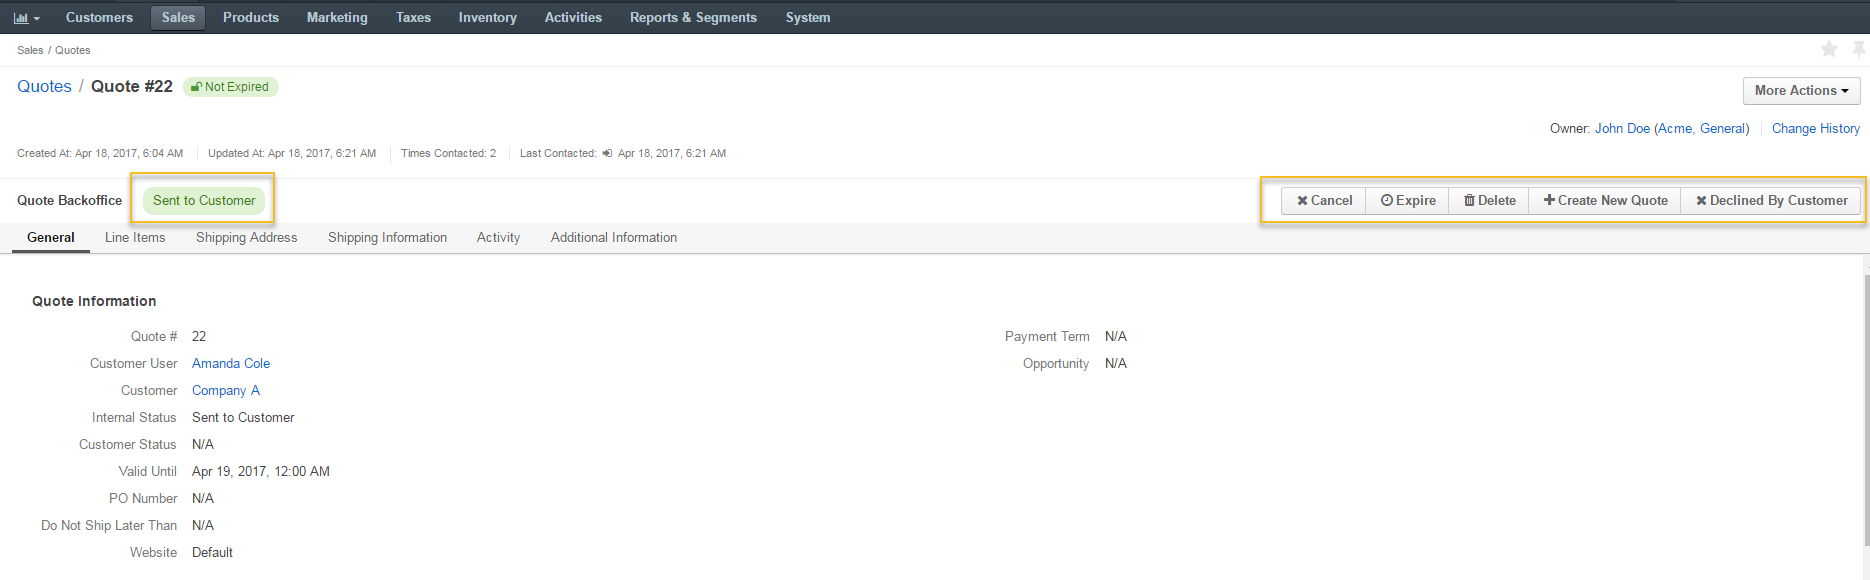 Customers Sales Products Marketing Taxes Inventory Activities Reports & Segments System
Sales / Quotes
Quotes / Quote #22 Not Expired
More Actions
Owner: John Doe (Acme, General) Change History
Created At: Apr 18, 2017, 6:04 AM Updated At: Apr 18, 2017, 6:21 AM Times Contacted: 2 Last Contacted: Apr 18, 2017, 6:21 AM
Quote Backoffice Sent to Customer Cancel Expire Delete Create New Quote Declined By Customer
General Line Items Shipping Address Shipping Information Activity Additional Information
Quote Information
Quote # 22
Customer User Amanda Cole
Customer Company A
Internal Status Sent to Customer
Customer Status N/A
Valid Until Apr 19, 2017, 12:00 AM
PO Number N/A
Do Not Ship Later Than N/A
Website Default
Payment Term N/A
Opportunity N/A